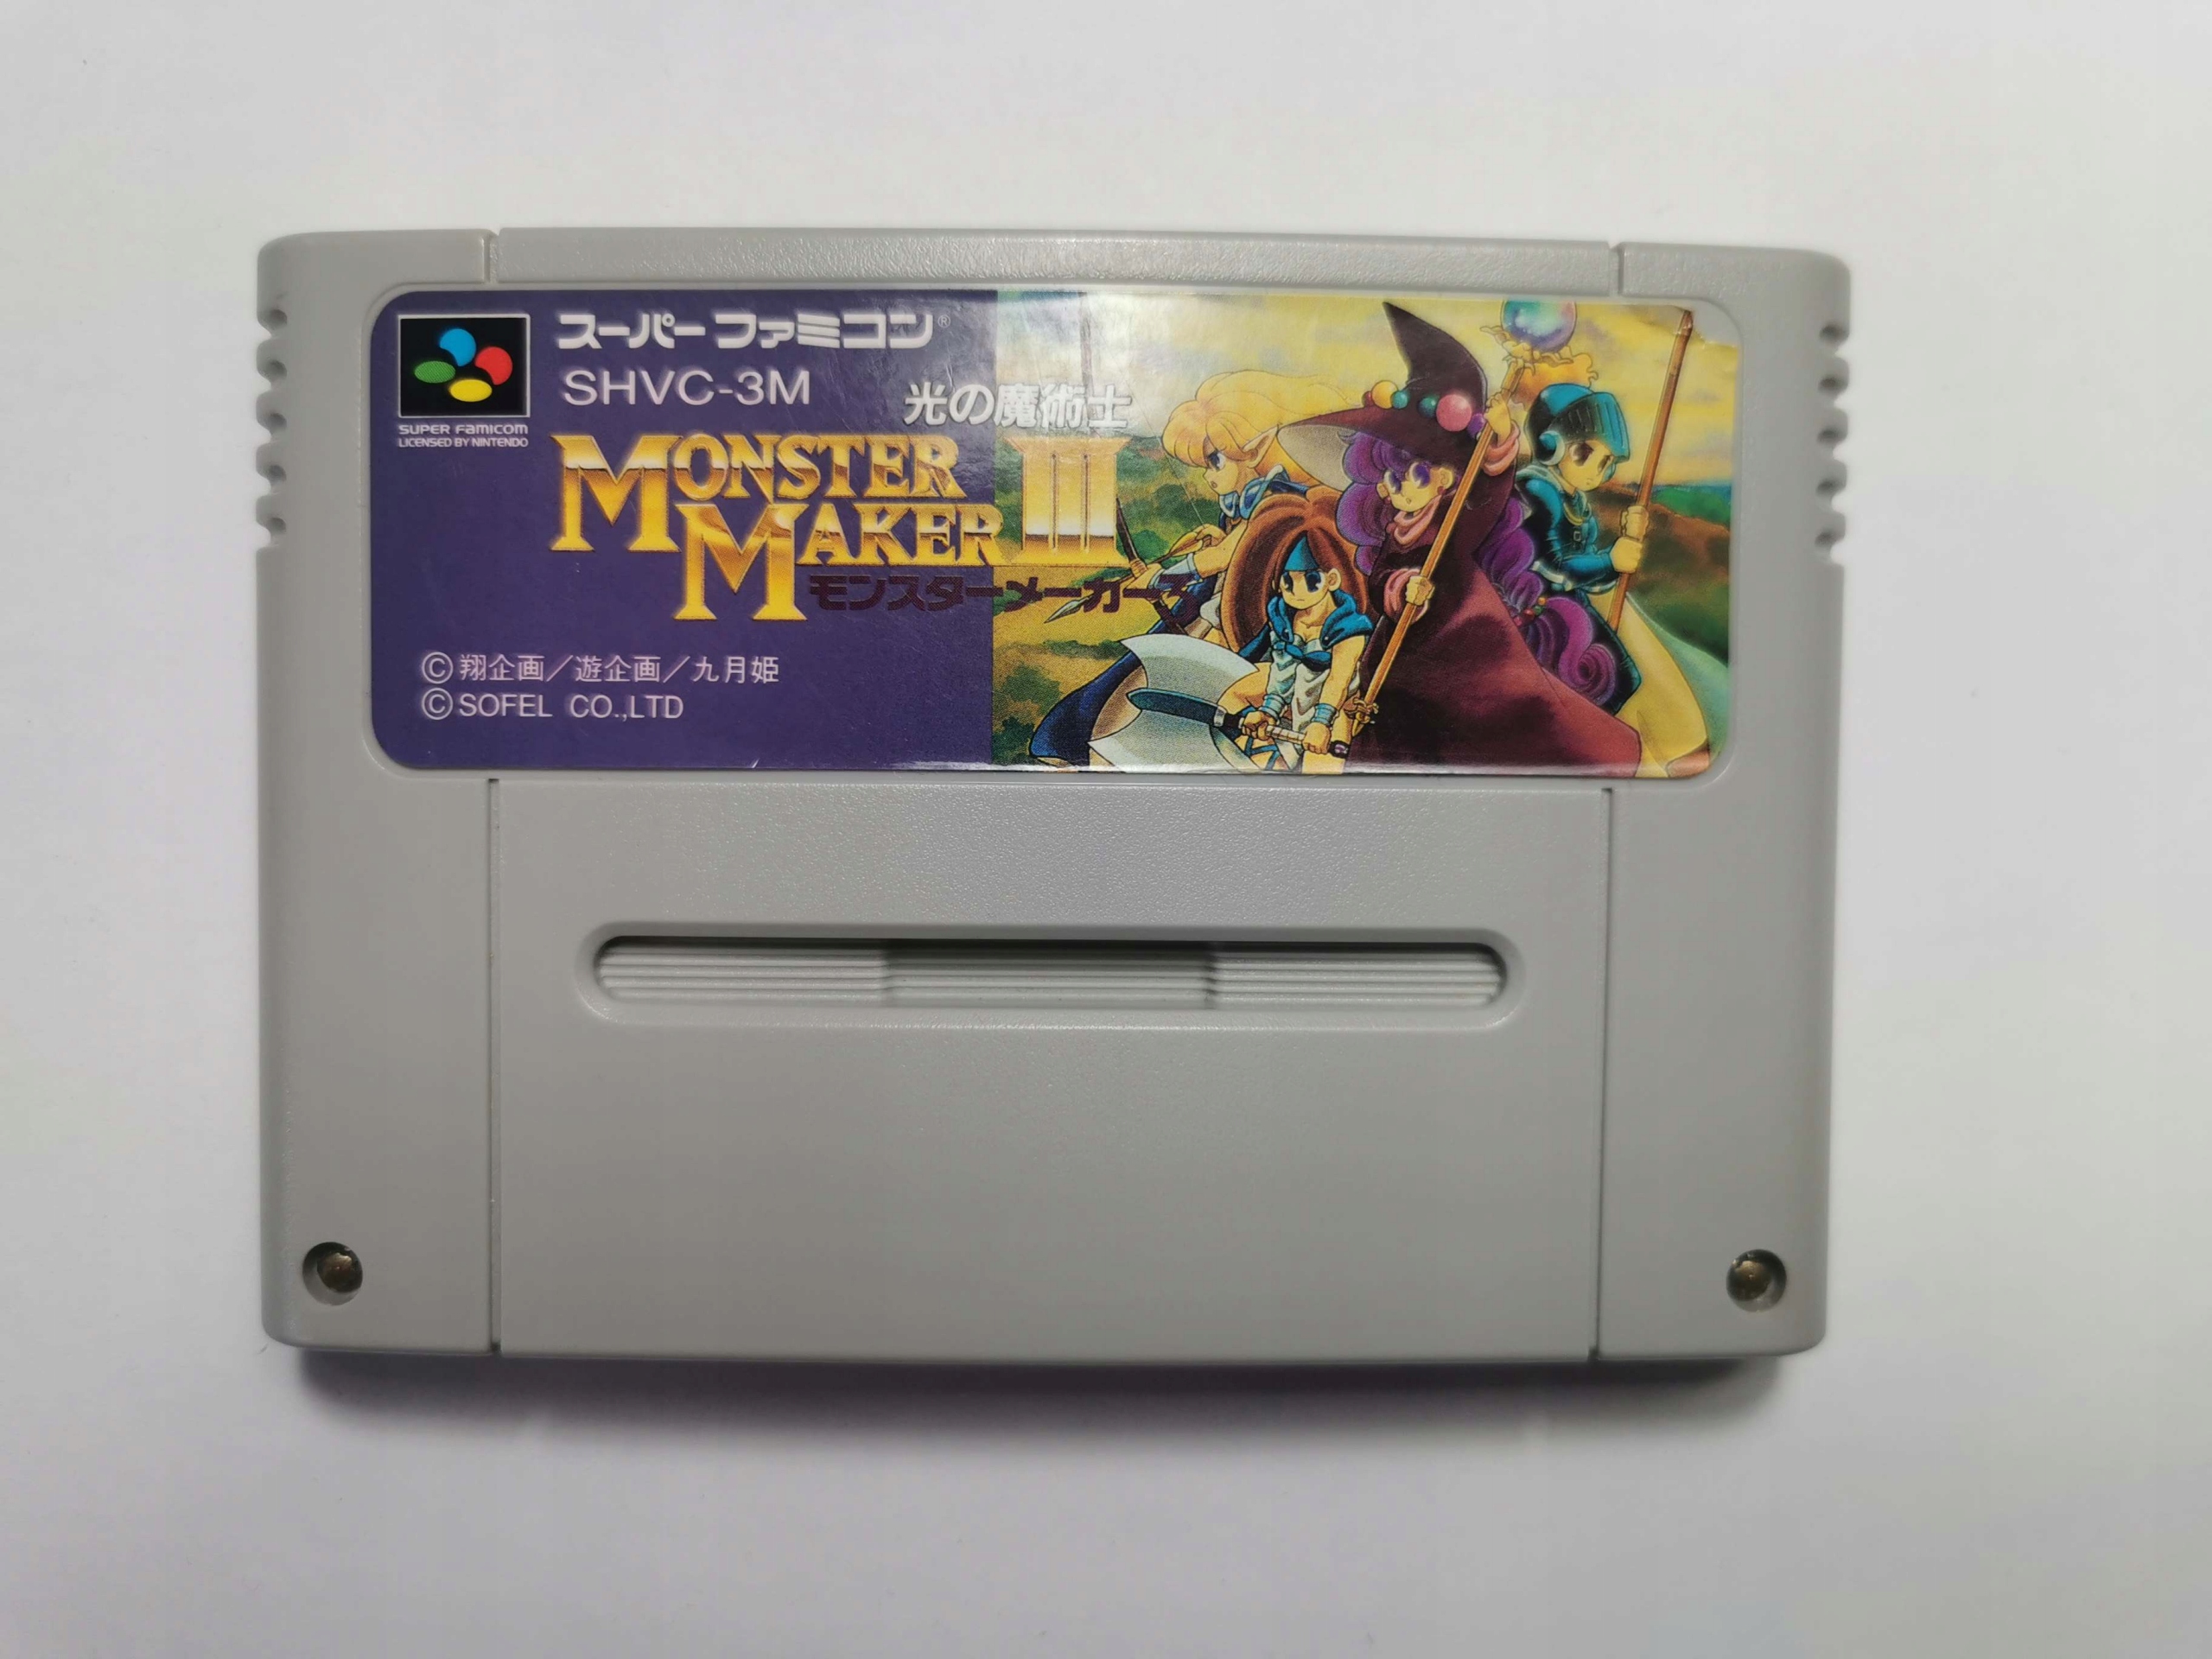 スーパーファミコン®
SHVC-3M
SUPER FAMICOM
LICENSED BY NINTENDO
光の魔術士
MONSTER
MAKER III
モンスターメーカー3
©翔企画/遊企画/九月姫
©SOFEL CO.,LTD